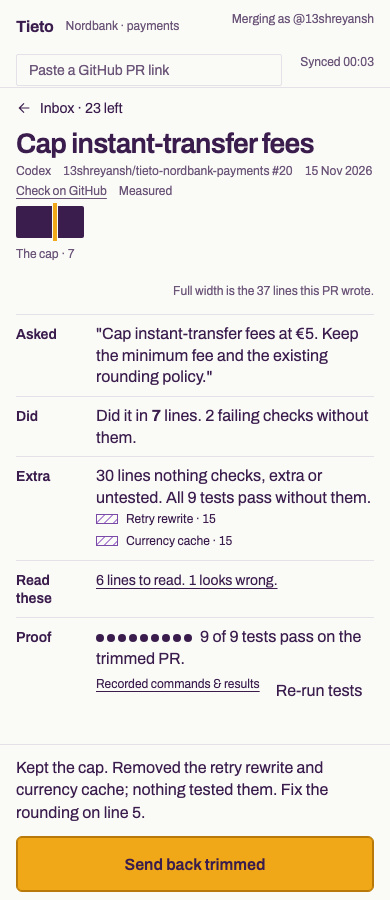 Tieto Nordbank · payments Merging as @13shreyansh
Paste a GitHub PR link Synced 00:03
← Inbox · 23 left
Cap instant-transfer fees
Codex 13shreyansh/tieto-nordbank-payments #20 15 Nov 2026
Check on GitHub Measured
The cap · 7
Full width is the 37 lines this PR wrote.
Asked "Cap instant-transfer fees at €5. Keep
the minimum fee and the existing
rounding policy."
Did Did it in 7 lines. 2 failing checks without
them.
Extra 30 lines nothing checks, extra or
untested. All 9 tests pass without them.
Retry rewrite · 15
Currency cache · 15
Read these 6 lines to read. 1 looks wrong.
Proof 9 of 9 tests pass on the
trimmed PR.
Recorded commands & results Re-run tests
Kept the cap. Removed the retry rewrite and
currency cache; nothing tested them. Fix the
rounding on line 5.
Send back trimmed